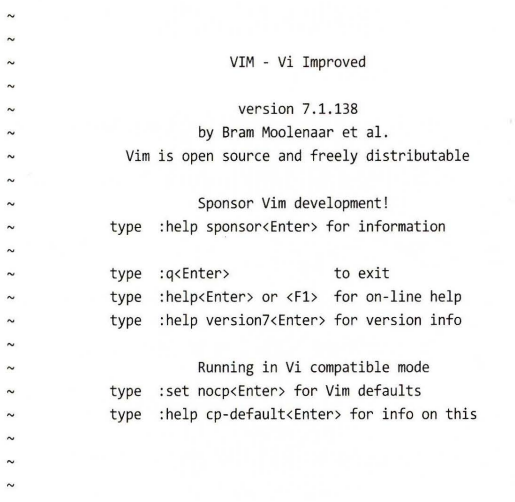 ~
~
~ VIM - Vi Improved
~
~ version 7.1.138
~ by Bram Moolenaar et al.
~ Vim is open source and freely distributable
~
~ Sponsor Vim development!
~ type :help sponsor<Enter> for information
~
~ type :q<Enter> to exit
~ type :help<Enter> or <F1> for on-line help
~ type :help version7<Enter> for version info
~
~ Running in Vi compatible mode
~ type :set nocp<Enter> for Vim defaults
~ type :help cp-default<Enter> for info on this
~
~
~